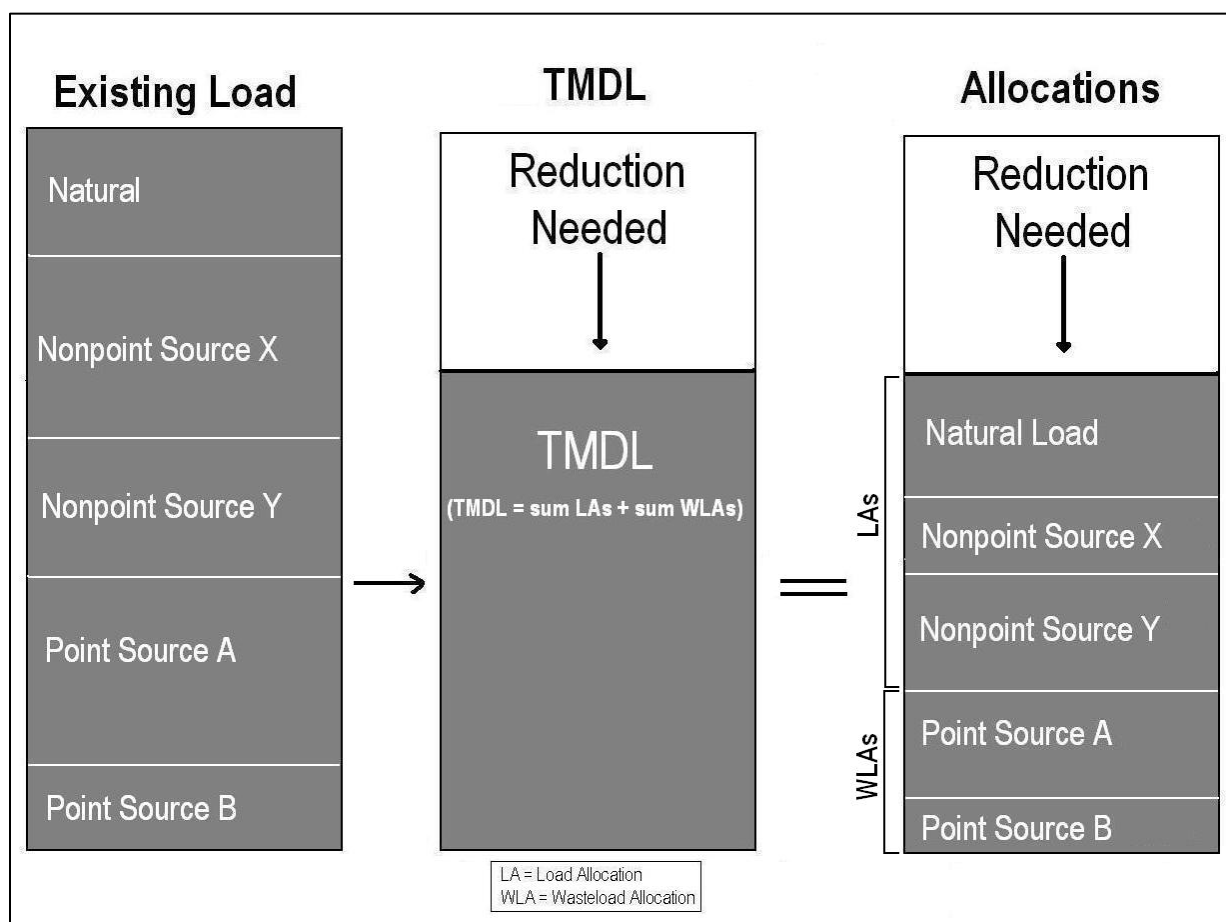 Existing Load
Natural
Nonpoint Source X
Nonpoint Source Y
Point Source A
Point Source B
TMDL
Reduction
Needed
TMDL
(TMDL = sum LAs + sum WLAs)
Allocations
Reduction
Needed
LAs
Natural Load
Nonpoint Source X
Nonpoint Source Y
WLAs
Point Source A
Point Source B
LA = Load Allocation
WLA = Wasteload Allocation